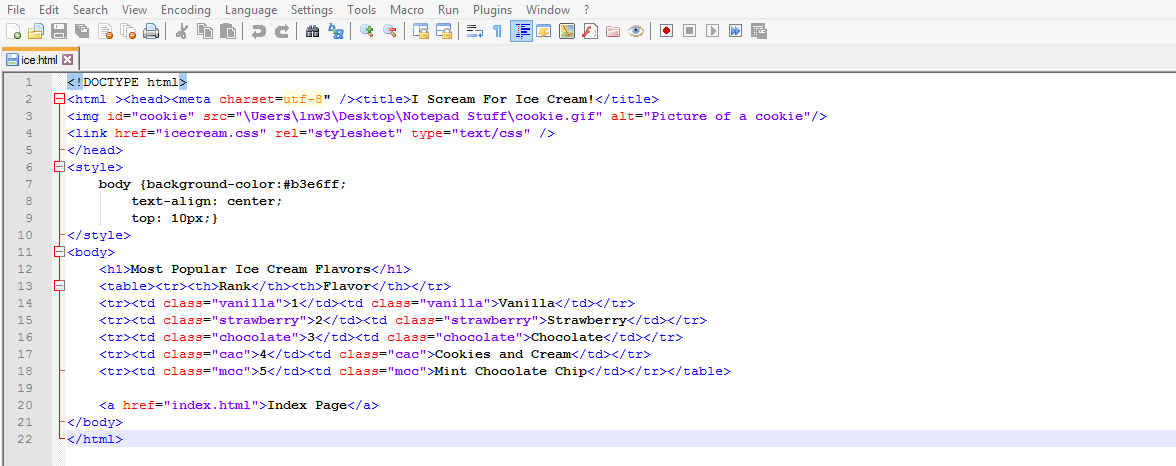 File Edit Search View Encoding Language Settings Tools Macro Run Plugins Window ?
ice.html
1 <!DOCTYPE html>
2 <html ><head><meta charset=utf-8" /><title>I Scream For Ice Cream!</title>
3 <img id="cookie" src="\Users\lnw3\Desktop\Notepad Stuff\cookie.gif" alt="Picture of a cookie"/>
4 <link href="icecream.css" rel="stylesheet" type="text/css" />
5 </head>
6 <style>
7 body {background-color:#b3e6ff;
8 text-align: center;
9 top: 10px;}
10 </style>
11 <body>
12 <h1>Most Popular Ice Cream Flavors</h1>
13 <table><tr><th>Rank</th><th>Flavor</th></tr>
14 <tr><td class="vanilla">1</td><td class="vanilla">Vanilla</td></tr>
15 <tr><td class="strawberry">2</td><td class="strawberry">Strawberry</td></tr>
16 <tr><td class="chocolate">3</td><td class="chocolate">Chocolate</td></tr>
17 <tr><td class="cac">4</td><td class="cac">Cookies and Cream</td></tr>
18 <tr><td class="mcc">5</td><td class="mcc">Mint Chocolate Chip</td></tr></table>
19
20 <a href="index.html">Index Page</a>
21 </body>
22 </html>